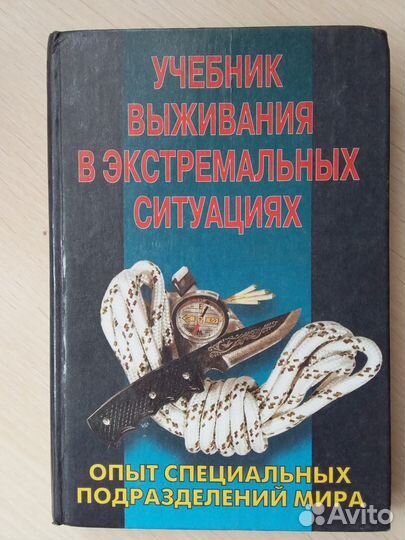 УЧЕБНИК
ВЫЖИВАНИЯ
В ЭКСТРЕМАЛЬНЫХ
СИТУАЦИЯХ
ОПЫТ СПЕЦИАЛЬНЫХ
ПОДРАЗДЕЛЕНИЙ МИРА
Avito